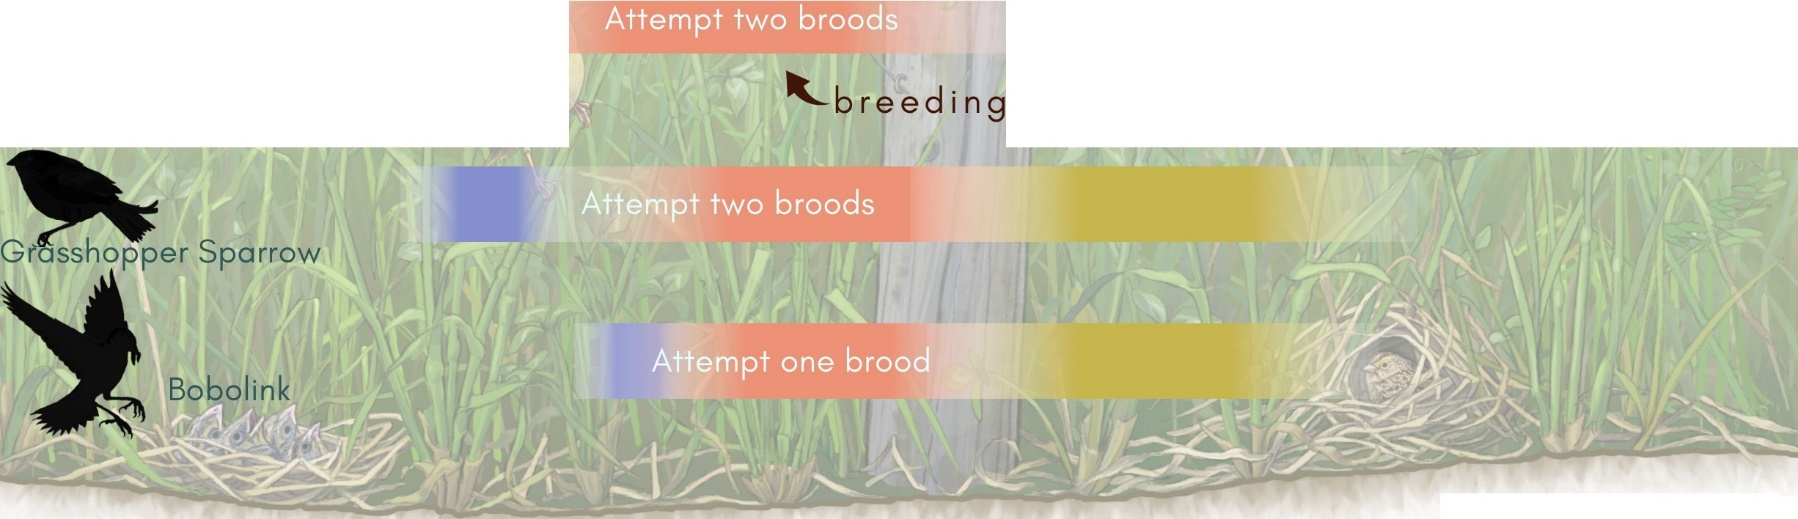 Attempt two broods
breeding
Attempt two broods
Grasshopper Sparrow
Attempt one brood
Bobolink